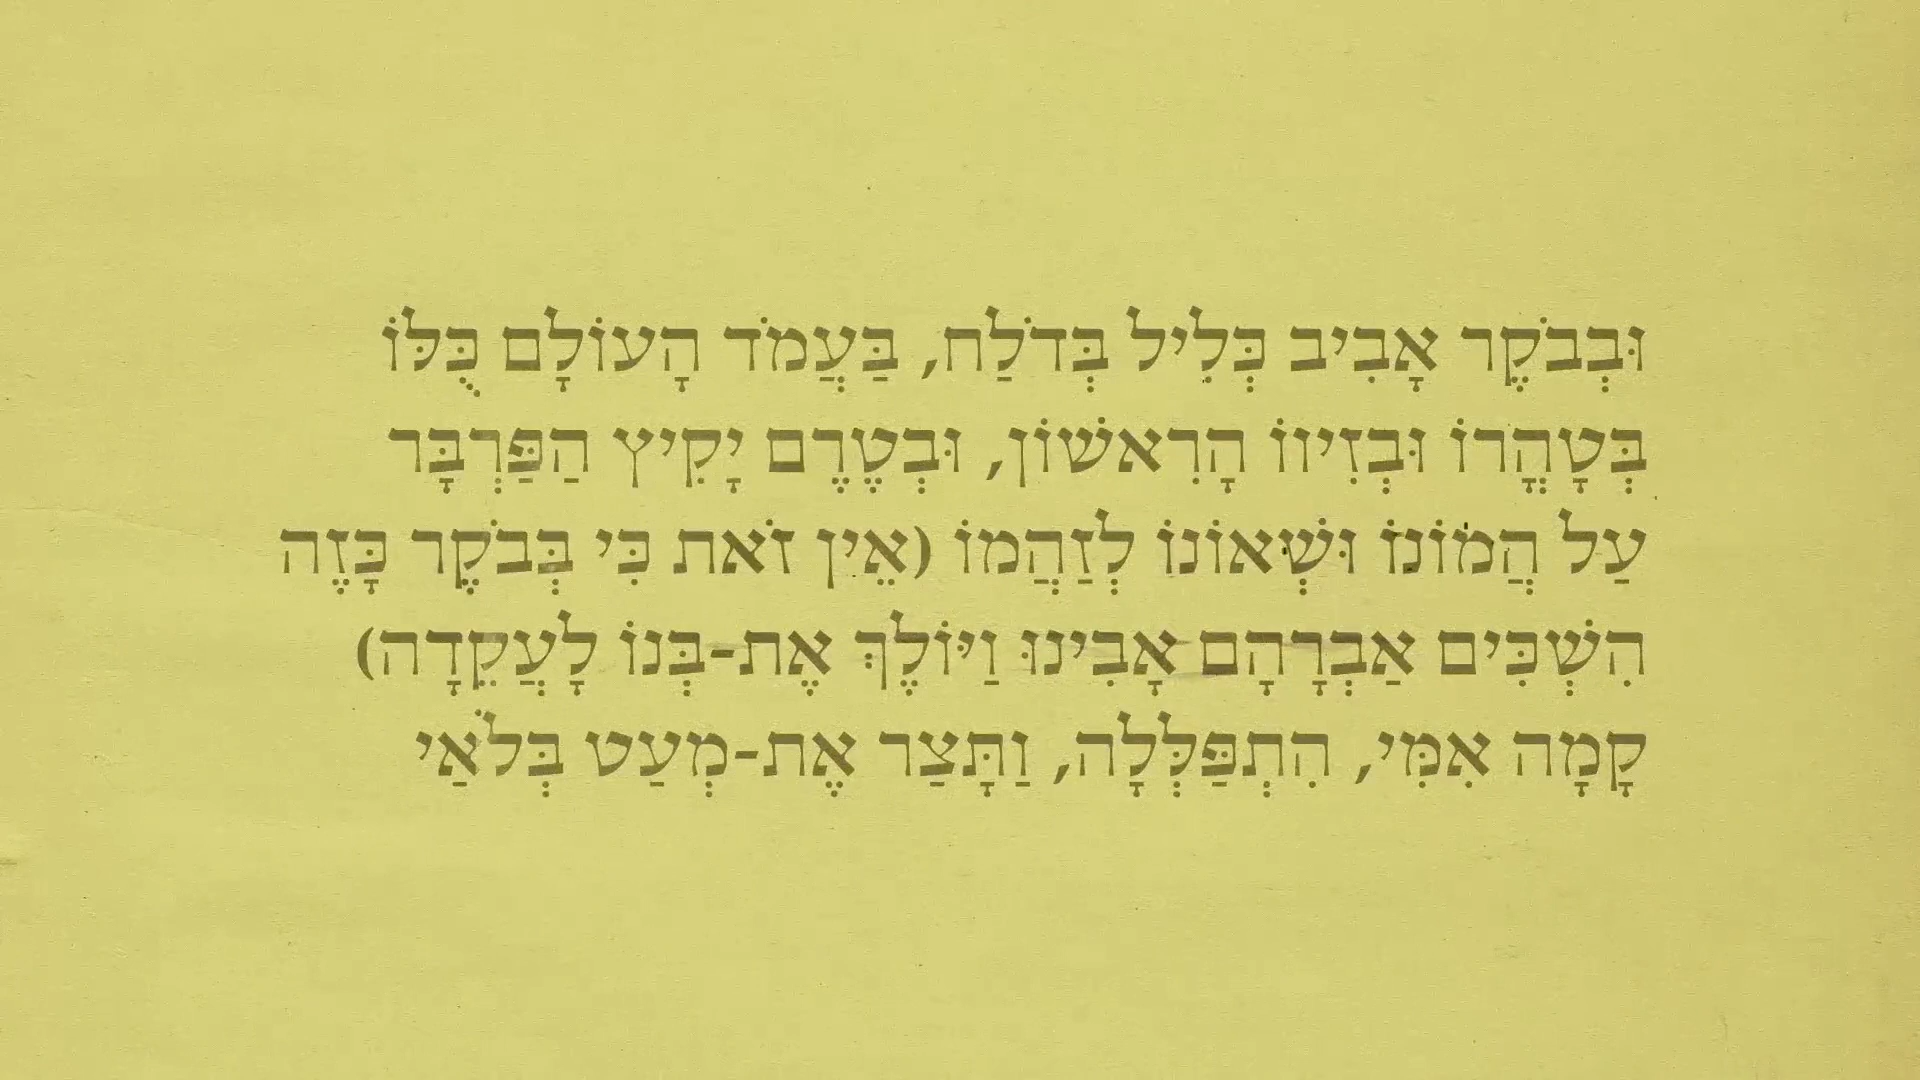 וּבְבֹקֶר אָבִיב כְּלִיל בְּדֹלַח, בַּעֲמֹד הָעוֹלָם כֻּלּוֹ
בְּטָהֳרוֹ וּבְזִיווֹ הָרִאשׁוֹן, וּבְטֶרֶם יָקִיץ הַפַּרְבָּר
עַל הֲמוֹנוֹ וּשְׁאוֹנוֹ לְזַהֲמוֹ (אֵין זֹאת כִּי בְּבֹקֶר כָּזֶה
הִשְׁכִּים אַבְרָהָם אָבִינוּ וַיּוֹלֶךְ אֶת-בְּנוֹ לָעֲקֵדָה)
קָמָה אִמִּי, הִתְפַּלְּלָה, וַתָּצַר אֶת-מְעַט בְּלֹאַי